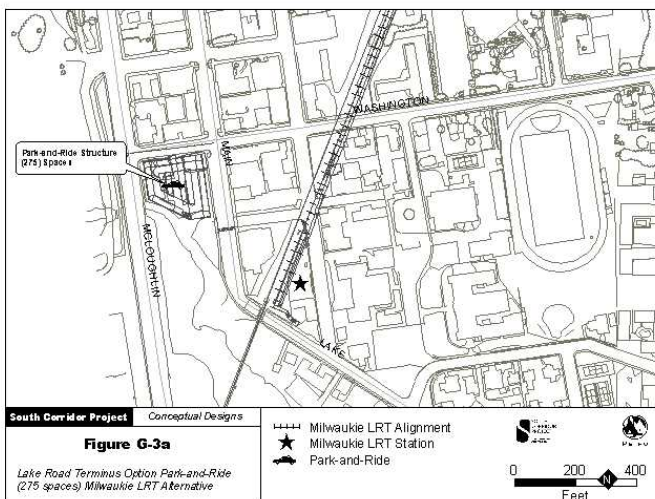 WASHINGTON
Park-and-Ride Structure
(275) Spaces
MAIN
MCLOUGHLIN
LAKE
South Corridor Project
Conceptual Designs
Figure G-3a
Lake Road Terminus Option Park-and-Ride
(275 spaces) Milwaukie LRT Alternative
Milwaukie LRT Alignment
Milwaukie LRT Station
Park-and-Ride
METRO
0 200 400
N
Feet